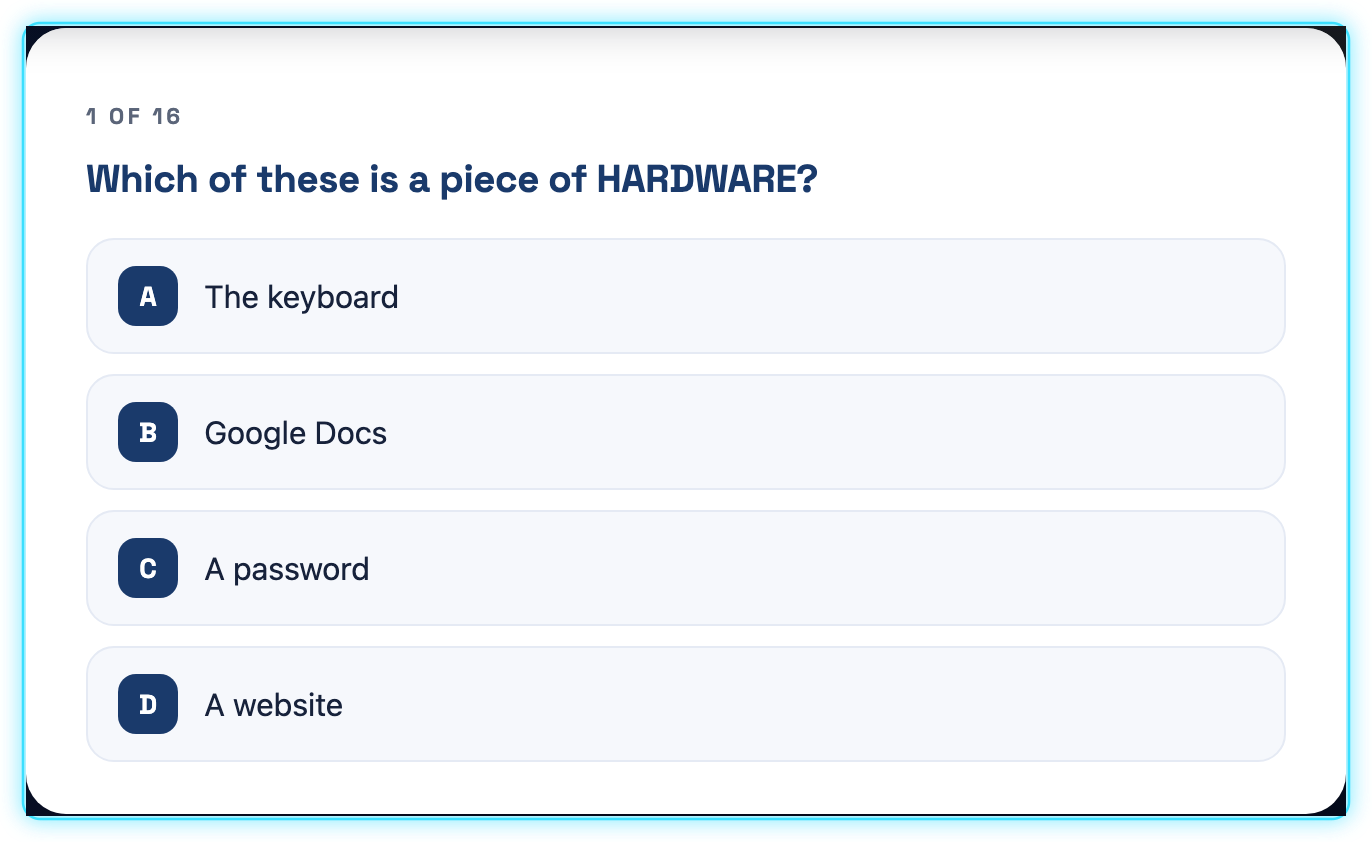 1 OF 16
Which of these is a piece of HARDWARE?
A The keyboard
B Google Docs
C A password
D A website